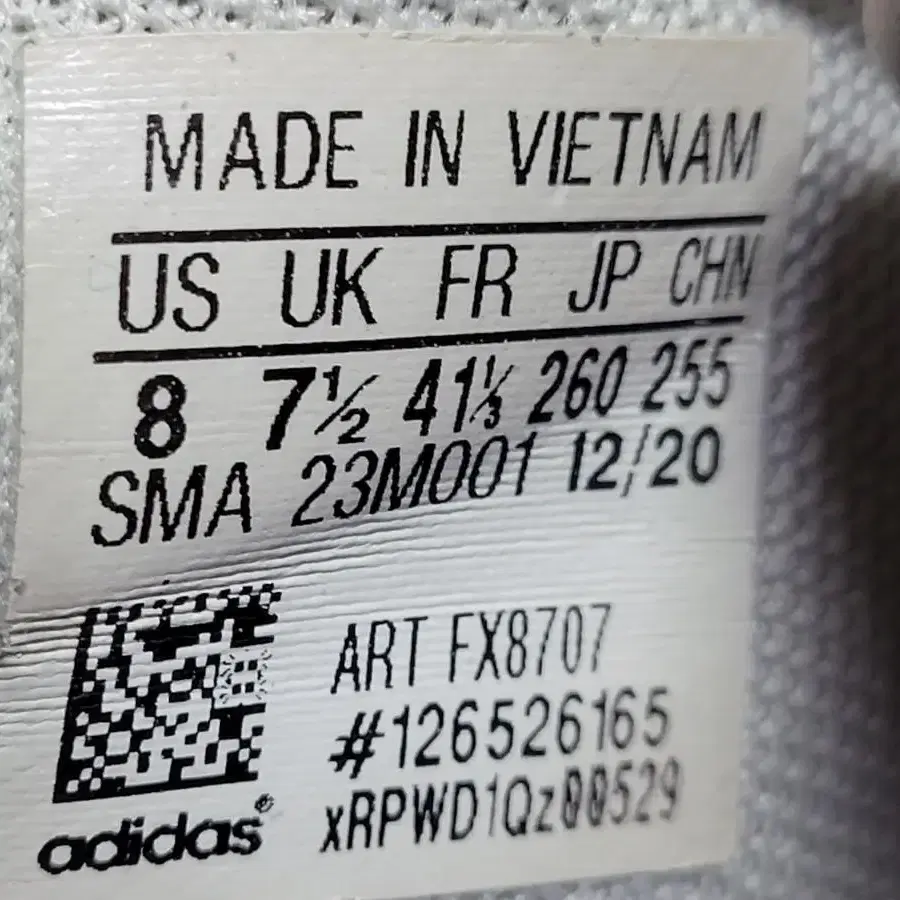 MADE IN VIETNAM
US UK FR JP CHN
8 7½ 41⅓ 260 255
SMA 23M001 12/20
ART FX8707
#126526165
xRPWD1Qz00529
adidas®